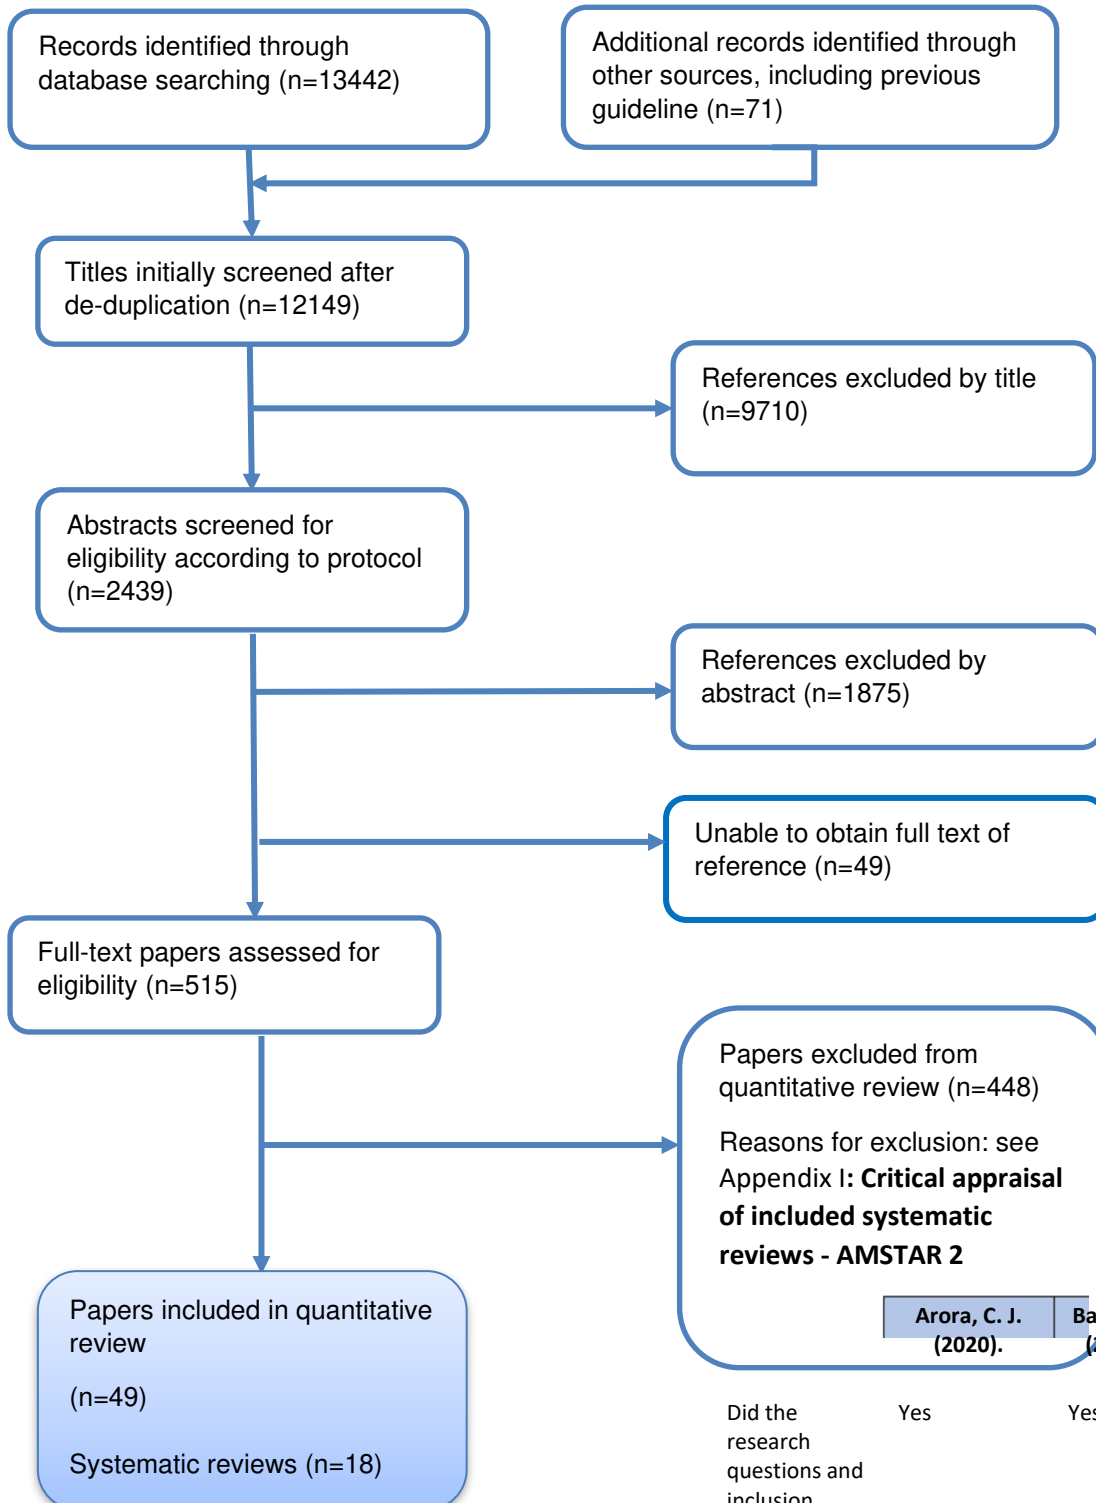 Records identified through
database searching (n=13442)
Additional records identified through
other sources, including previous
guideline (n=71)
Titles initially screened after
de-duplication (n=12149)
References excluded by title
(n=9710)
Abstracts screened for
eligibility according to protocol
(n=2439)
References excluded by
abstract (n=1875)
Unable to obtain full text of
reference (n=49)
Full-text papers assessed for
eligibility (n=515)
Papers excluded from
quantitative review (n=448)
Reasons for exclusion: see
Appendix I: Critical appraisal
of included systematic
reviews - AMSTAR 2
Arora, C. J. Ba
(2020). (2
Did the Yes Yes
research
questions and
inclusion
Papers included in quantitative
review
(n=49)
Systematic reviews (n=18)